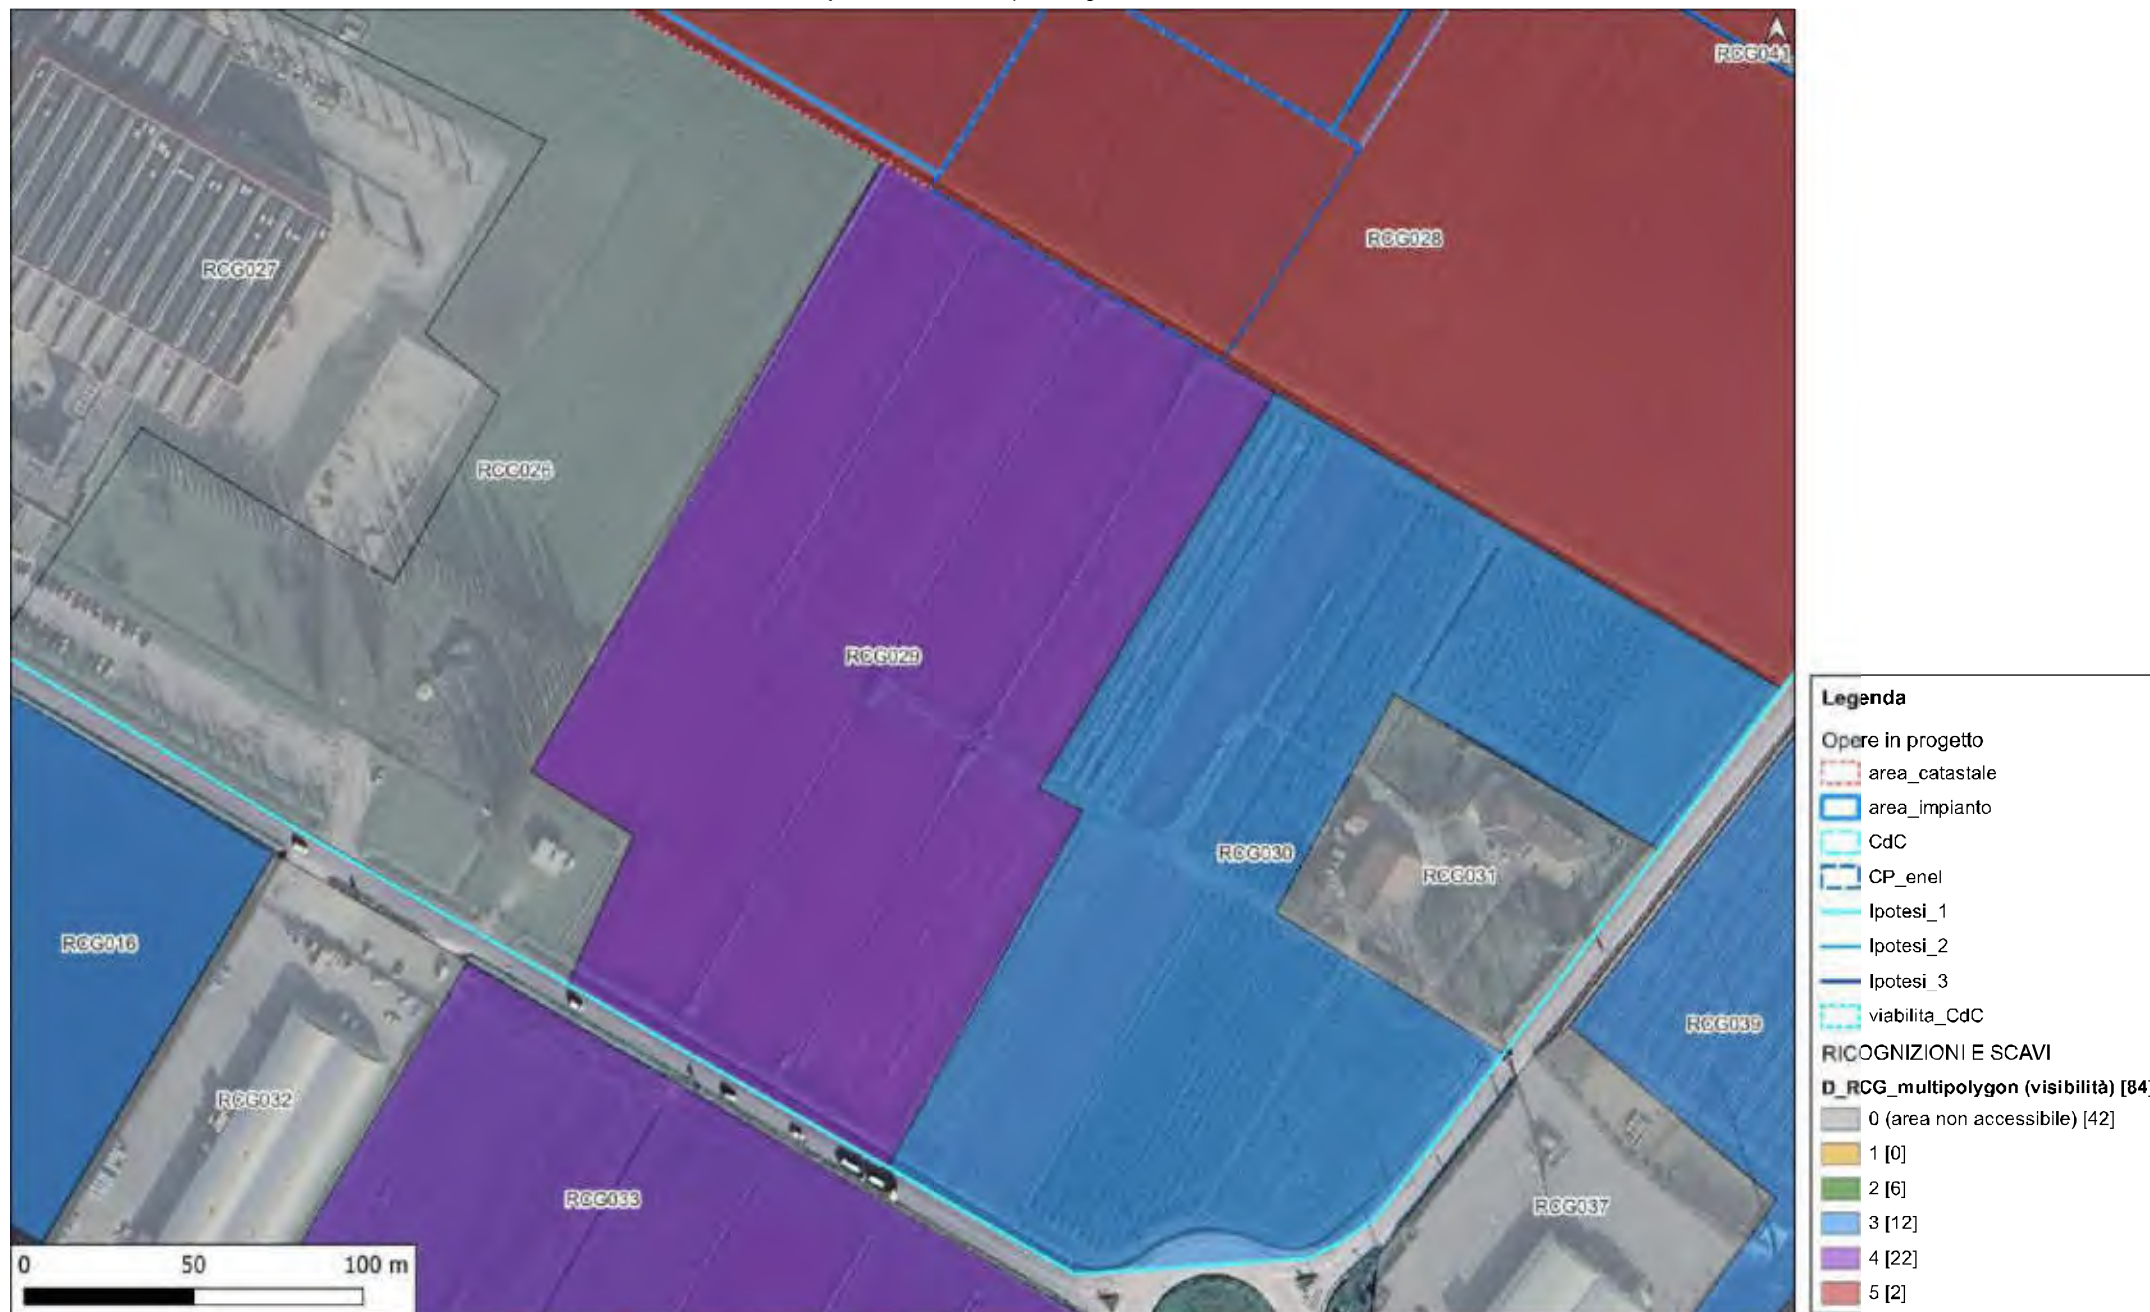 RCG041
RCG028
RCG027
RCG026
RCG029
RCG030
RCG031
RCG016
RCG039
RCG032
RCG033
RCG037
0 50 100 m
Legenda
Opere in progetto
area_catastale
area_impianto
CdC
CP_enel
Ipotesi_1
Ipotesi_2
Ipotesi_3
viabilita_CdC
RICOGNIZIONI E SCAVI
D_RCG_multipolygon (visibilità) [84]
0 (area non accessibile) [42]
1 [0]
2 [6]
3 [12]
4 [22]
5 [2]